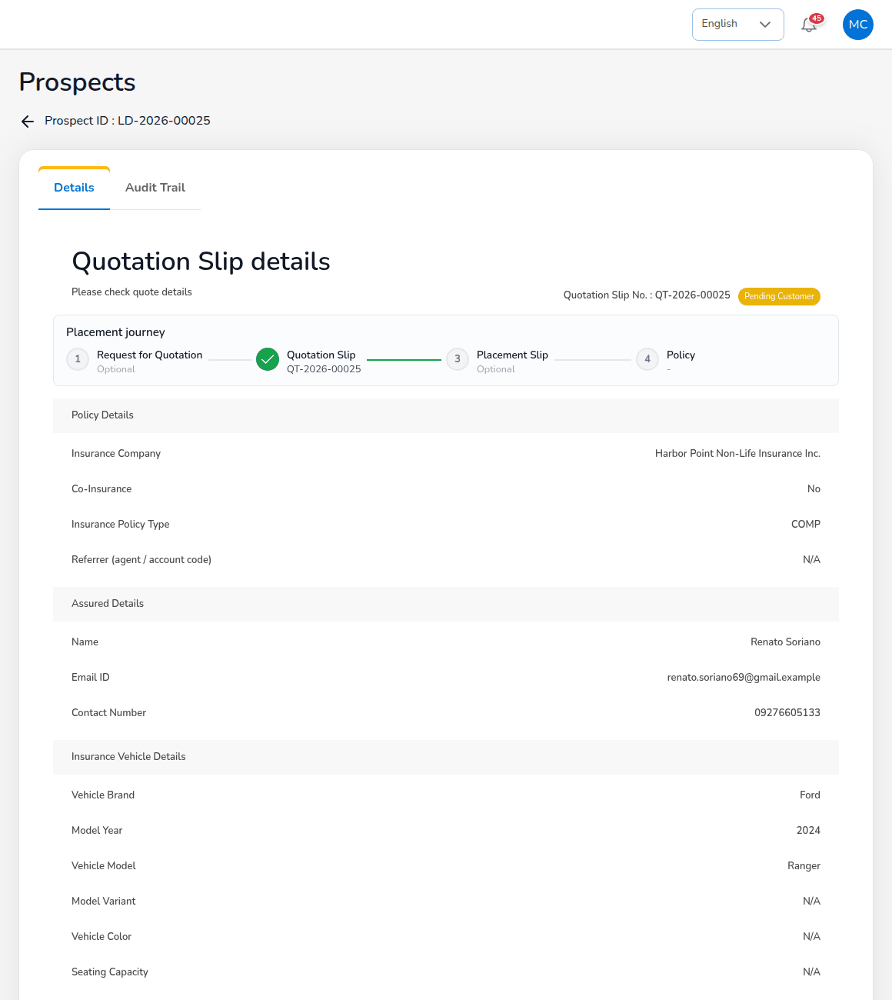 English
45
MC
Prospects
Prospect ID : LD-2026-00025
Details
Audit Trail
Quotation Slip details
Please check quote details
Quotation Slip No. : QT-2026-00025
Pending Customer
Placement journey
1
Request for Quotation
Optional
Quotation Slip
QT-2026-00025
3
Placement Slip
Optional
4
Policy
-
Policy Details
Insurance Company
Harbor Point Non-Life Insurance Inc.
Co-Insurance
No
Insurance Policy Type
COMP
Referrer (agent / account code)
N/A
Assured Details
Name
Renato Soriano
Email ID
renato.soriano69@gmail.example
Contact Number
09276605133
Insurance Vehicle Details
Vehicle Brand
Ford
Model Year
2024
Vehicle Model
Ranger
Model Variant
N/A
Vehicle Color
N/A
Seating Capacity
N/A